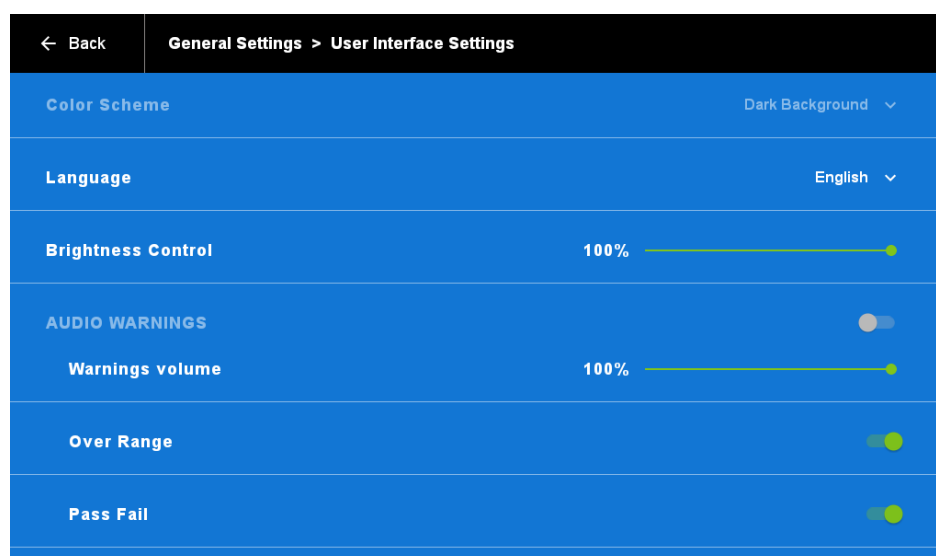 ← Back General Settings > User Interface Settings
Color Scheme Dark Background
Language English
Brightness Control 100%
AUDIO WARNINGS
Warnings volume 100%
Over Range
Pass Fail